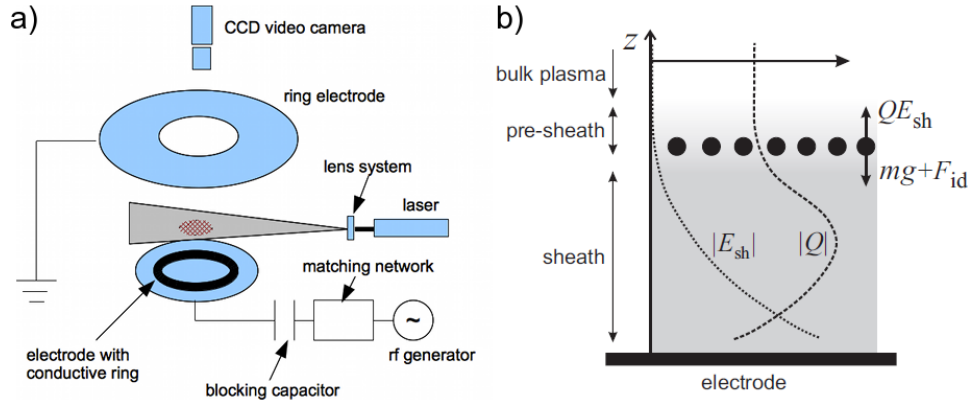 a)
CCD video camera
ring electrode
lens system
laser
matching network
~
rf generator
electrode with
conductive ring
blocking capacitor
b)
z
bulk plasma
pre-sheath
sheath
QE_sh
mg+F_id
|E_sh|
|Q|
electrode